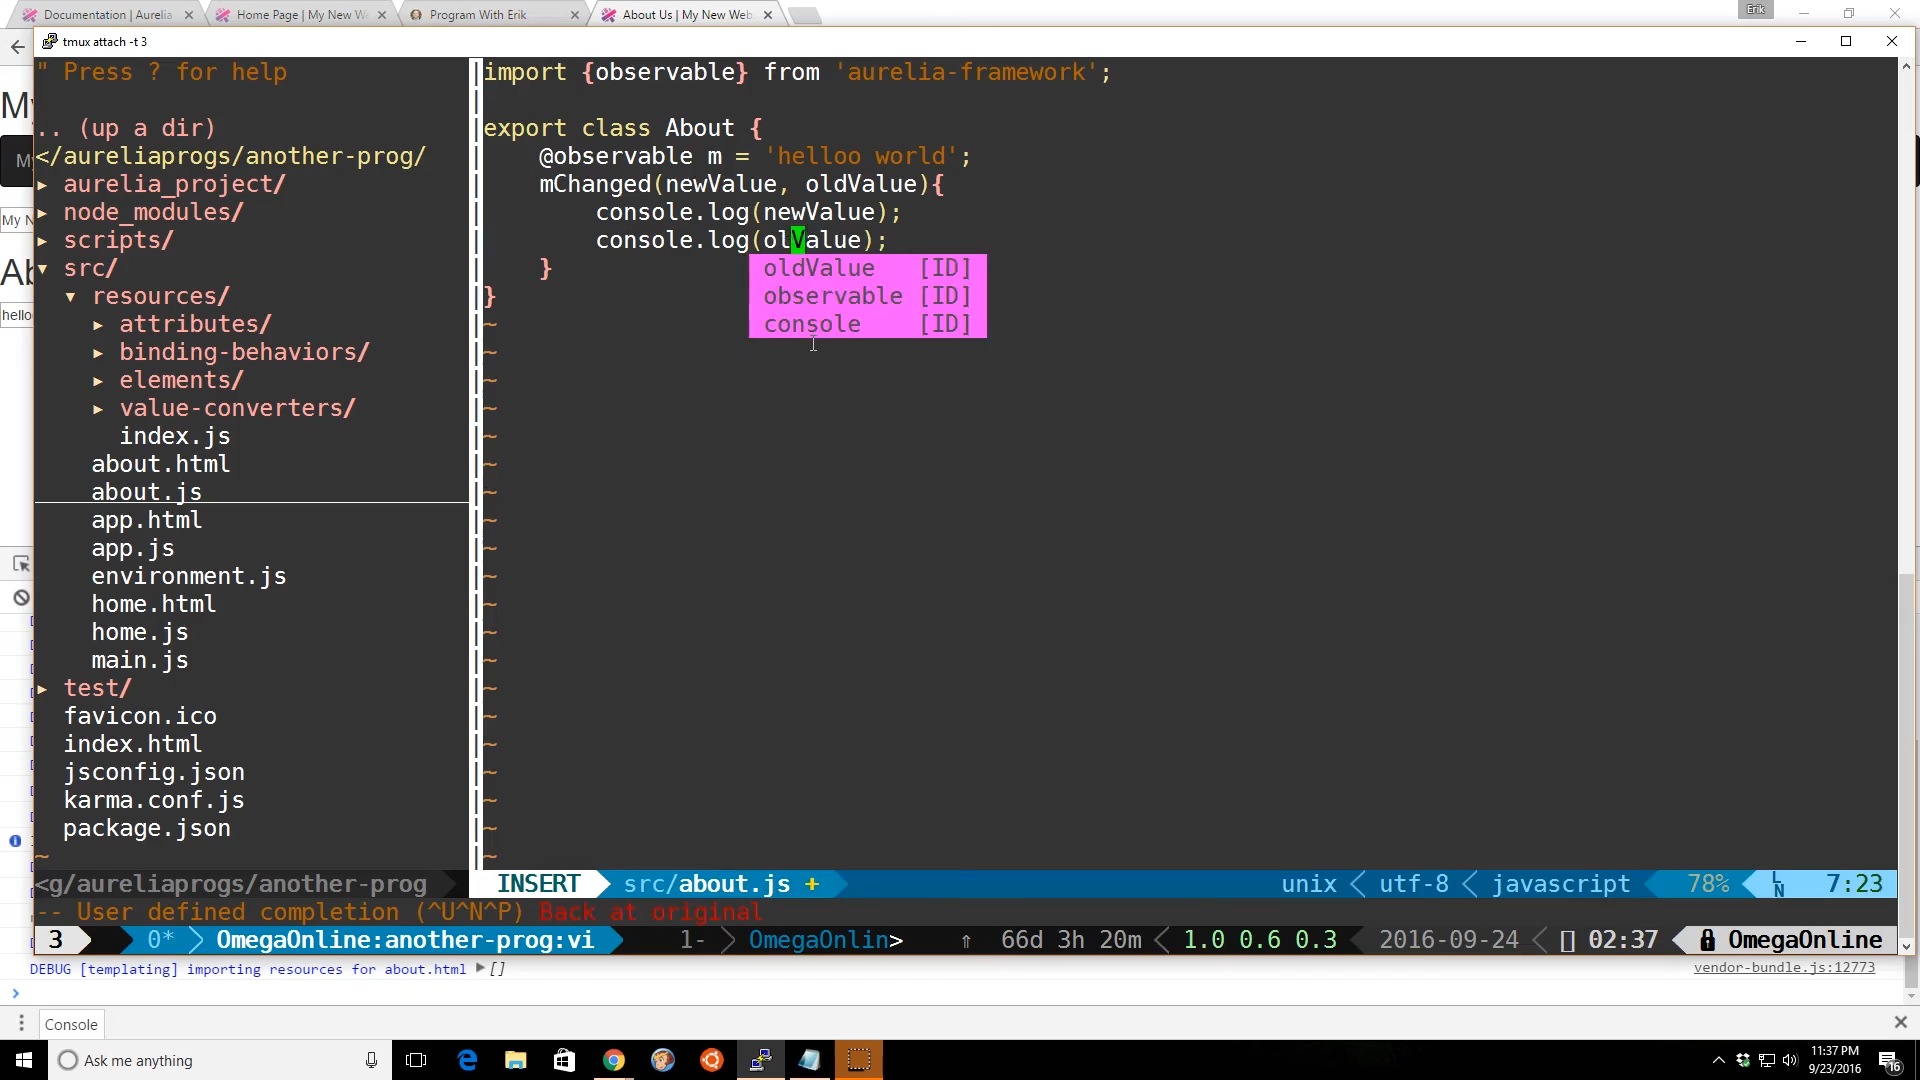 Documentation | Aurelia
Home Page | My New W
Program With Erik
About Us | My New Web
Erik
tmux attach -t 3
" Press ? for help
.. (up a dir)
</aureliaprogs/another-prog/
▸ aurelia_project/
▸ node_modules/
▸ scripts/
▾ src/
▾ resources/
▸ attributes/
▸ binding-behaviors/
▸ elements/
▸ value-converters/
index.js
about.html
about.js
app.html
app.js
environment.js
home.html
home.js
main.js
▸ test/
favicon.ico
index.html
jsconfig.json
karma.conf.js
package.json
~
import {observable} from 'aurelia-framework';
export class About {
@observable m = 'helloo world';
mChanged(newValue, oldValue){
console.log(newValue);
console.log(olValue);
}
}
oldValue [ID]
observable [ID]
console [ID]
My
My N
Ab
hello
<g/aureliaprogs/another-prog
INSERT src/about.js + unix < utf-8 < javascript 78% LN 7:23
-- User defined completion (^U^N^P) Back at original
3 0* OmegaOnline:another-prog:vi 1- OmegaOnlin> ⇑ 66d 3h 20m < 1.0 0.6 0.3 2016-09-24 < [] 02:37 OmegaOnline
DEBUG [templating] importing resources for about.html ▶ [] vendor-bundle.js:12773
>
Console
Ask me anything
11:37 PM
9/23/2016
16